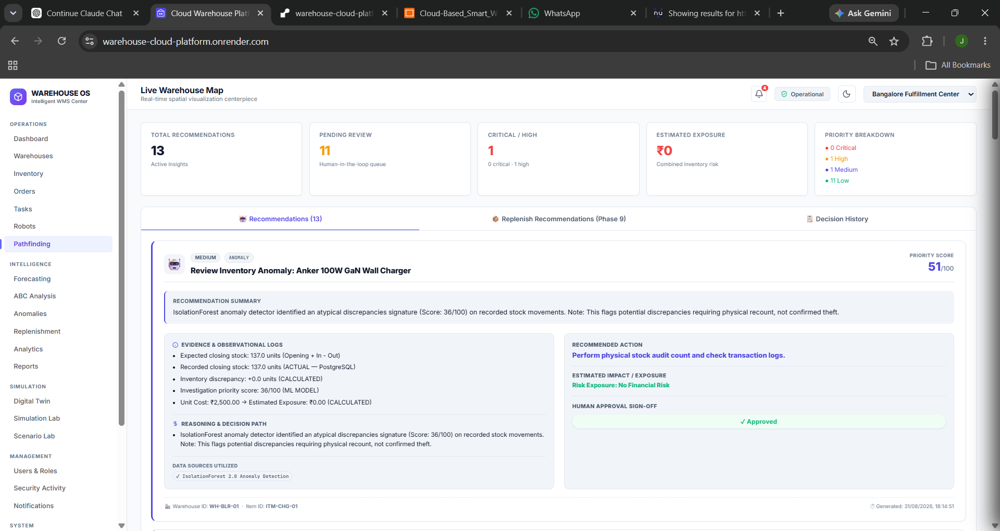 Continue Claude Chat
Cloud Warehouse Plat
warehouse-cloud-platf
Cloud-Based_Smart_W
WhatsApp
Showing results for ht
Ask Gemini
warehouse-cloud-platform.onrender.com
J
All Bookmarks
WAREHOUSE OS
Intelligent WMS Center
OPERATIONS
Dashboard
Warehouses
Inventory
Orders
Tasks
Robots
Pathfinding
INTELLIGENCE
Forecasting
ABC Analysis
Anomalies
Replenishment
Analytics
Reports
SIMULATION
Digital Twin
Simulation Lab
Scenario Lab
MANAGEMENT
Users & Roles
Security Activity
Notifications
SYSTEM
Live Warehouse Map
Real-time spatial visualization centerpiece
4
Operational
Bangalore Fulfillment Center
TOTAL RECOMMENDATIONS
13
Active insights
PENDING REVIEW
11
Human-in-the-loop queue
CRITICAL / HIGH
1
0 critical · 1 high
ESTIMATED EXPOSURE
₹0
Combined inventory risk
PRIORITY BREAKDOWN
● 0 Critical
● 1 High
● 1 Medium
● 11 Low
Recommendations (13)
Replenish Recommendations (Phase 9)
Decision History
MEDIUM
ANOMALY
Review Inventory Anomaly: Anker 100W GaN Wall Charger
PRIORITY SCORE
51/100
RECOMMENDATION SUMMARY
IsolationForest anomaly detector identified an atypical discrepancies signature (Score: 36/100) on recorded stock movements. Note: This flags potential discrepancies requiring physical recount, not confirmed theft.
EVIDENCE & OBSERVATIONAL LOGS
• Expected closing stock: 137.0 units (Opening + In - Out)
• Recorded closing stock: 137.0 units (ACTUAL — PostgreSQL)
• Inventory discrepancy: +0.0 units (CALCULATED)
• Investigation priority score: 36/100 (ML MODEL)
• Unit Cost: ₹2,500.00 → Estimated Exposure: ₹0.00 (CALCULATED)
$ REASONING & DECISION PATH
• IsolationForest anomaly detector identified an atypical discrepancies signature (Score: 36/100) on recorded stock movements.
Note: This flags potential discrepancies requiring physical recount, not confirmed theft.
DATA SOURCES UTILIZED
✓ IsolationForest 2.0 Anomaly Detection
RECOMMENDED ACTION
Perform physical stock audit count and check transaction logs.
ESTIMATED IMPACT / EXPOSURE
Risk Exposure: No Financial Risk
HUMAN APPROVAL SIGN-OFF
✓ Approved
Warehouse ID: WH-BLR-01 · Item ID: ITM-CHG-01
Generated: 31/08/2026, 18:14:51